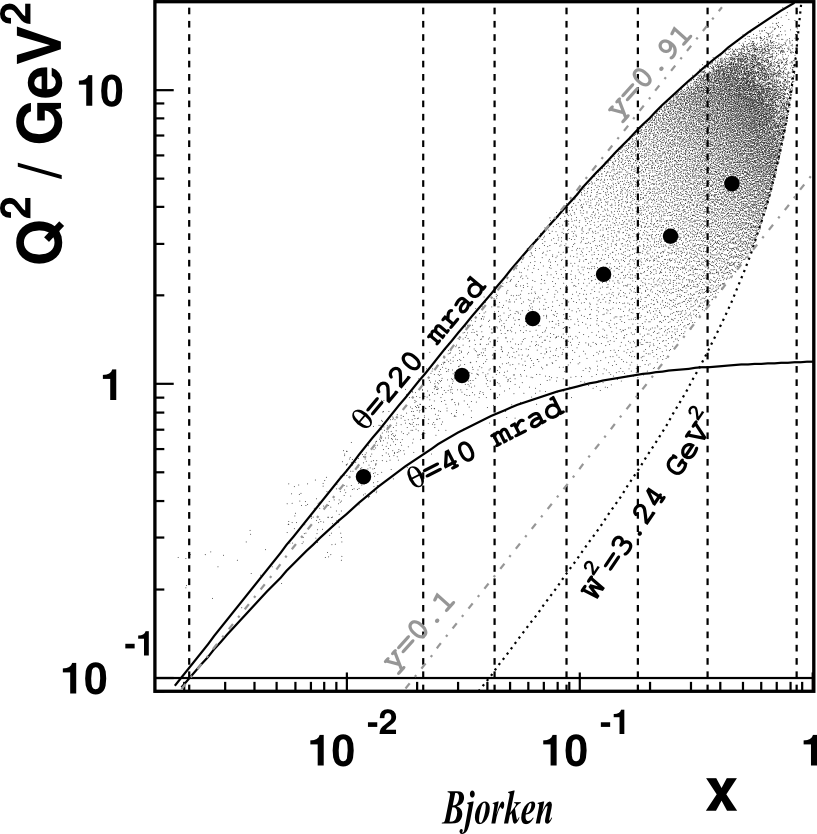 Q² / GeV²
10
1
10⁻¹
y=0.91
θ=220 mrad
θ=40 mrad
W²=3.24 GeV²
y=0.1
10⁻²
10⁻¹
1
Bjorken x